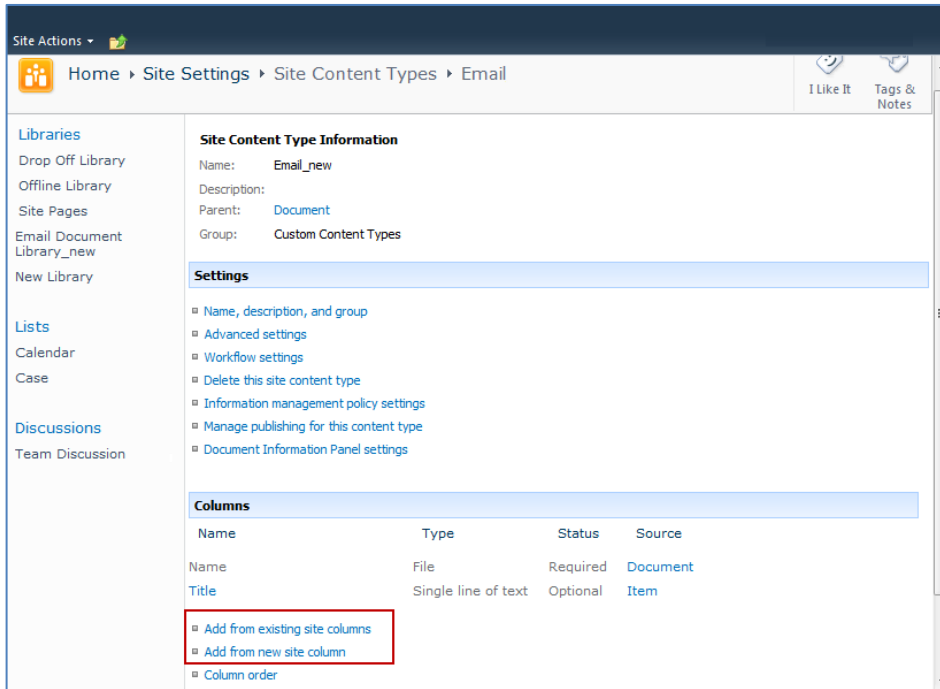 Site Actions
Home Site Settings Site Content Types Email
I Like It
Tags &
Notes
Libraries
Drop Off Library
Offline Library
Site Pages
Email Document
Library_new
New Library
Lists
Calendar
Case
Discussions
Team Discussion
Site Content Type Information
Name: Email_new
Description:
Parent: Document
Group: Custom Content Types
Settings
Name, description, and group
Advanced settings
Workflow settings
Delete this site content type
Information management policy settings
Manage publishing for this content type
Document Information Panel settings
Columns
Name Type Status Source
Name File Required Document
Title Single line of text Optional Item
Add from existing site columns
Add from new site column
Column order